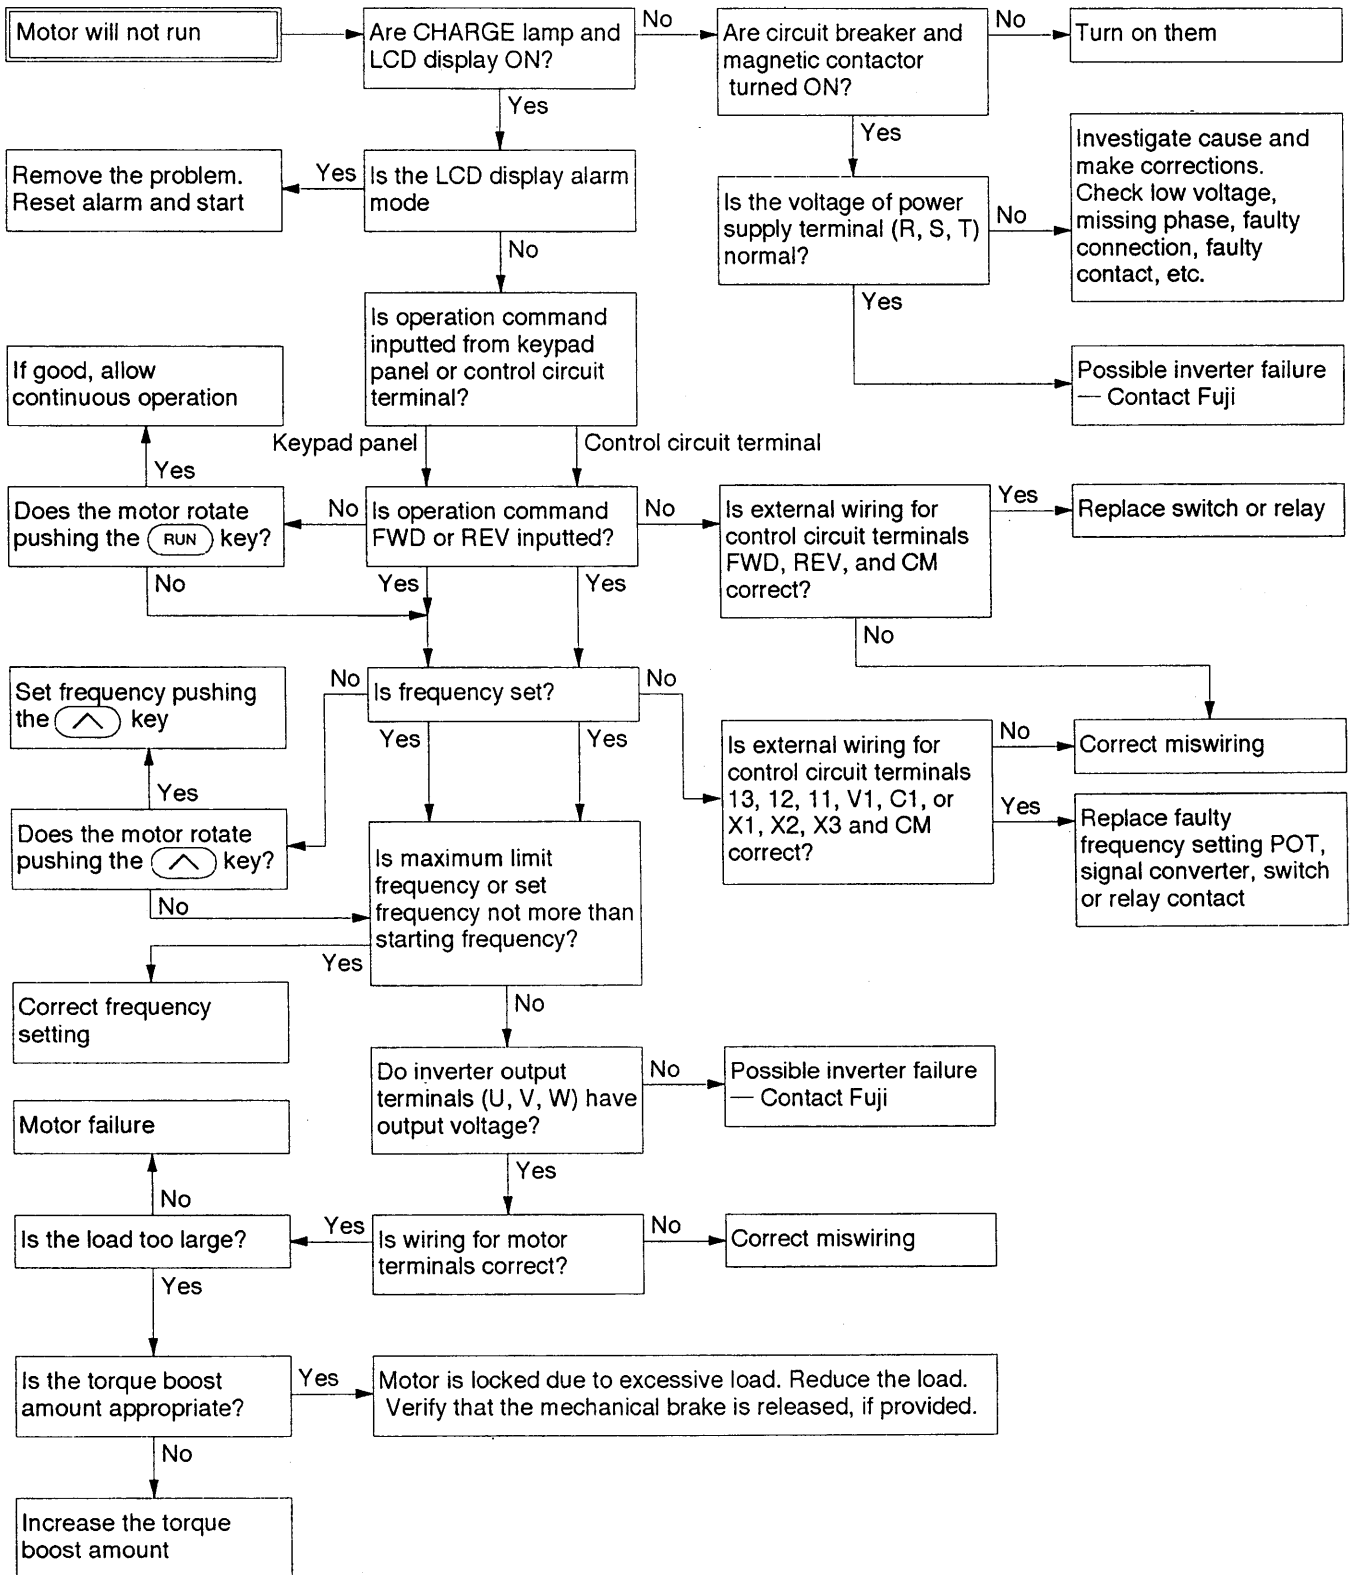 Motor will not run
Are CHARGE lamp and
LCD display ON?
No
Are circuit breaker and
magnetic contactor
turned ON?
No
Turn on them
Yes
Yes
Remove the problem.
Reset alarm and start
Yes
Is the LCD display alarm
mode
Is the voltage of power
supply terminal (R, S, T)
normal?
No
Investigate cause and
make corrections.
Check low voltage,
missing phase, faulty
connection, faulty
contact, etc.
No
Yes
Is operation command
inputted from keypad
panel or control circuit
terminal?
Possible inverter failure
— Contact Fuji
If good, allow
continuous operation
Keypad panel
Control circuit terminal
Yes
Does the motor rotate
pushing the RUN key?
No
Is operation command
FWD or REV inputted?
No
Is external wiring for
control circuit terminals
FWD, REV, and CM
correct?
Yes
Replace switch or relay
No
Yes
Yes
No
Set frequency pushing
the key
No
Is frequency set?
No
Yes
Yes
Is external wiring for
control circuit terminals
13, 12, 11, V1, C1, or
X1, X2, X3 and CM
correct?
No
Correct miswiring
Yes
Replace faulty
frequency setting POT,
signal converter, switch
or relay contact
Yes
Does the motor rotate
pushing the key?
No
Is maximum limit
frequency or set
frequency not more than
starting frequency?
Yes
Correct frequency
setting
No
Do inverter output
terminals (U, V, W) have
output voltage?
No
Possible inverter failure
— Contact Fuji
Motor failure
Yes
No
Is the load too large?
Yes
Is wiring for motor
terminals correct?
No
Correct miswiring
Yes
Is the torque boost
amount appropriate?
Yes
Motor is locked due to excessive load. Reduce the load.
Verify that the mechanical brake is released, if provided.
No
Increase the torque
boost amount